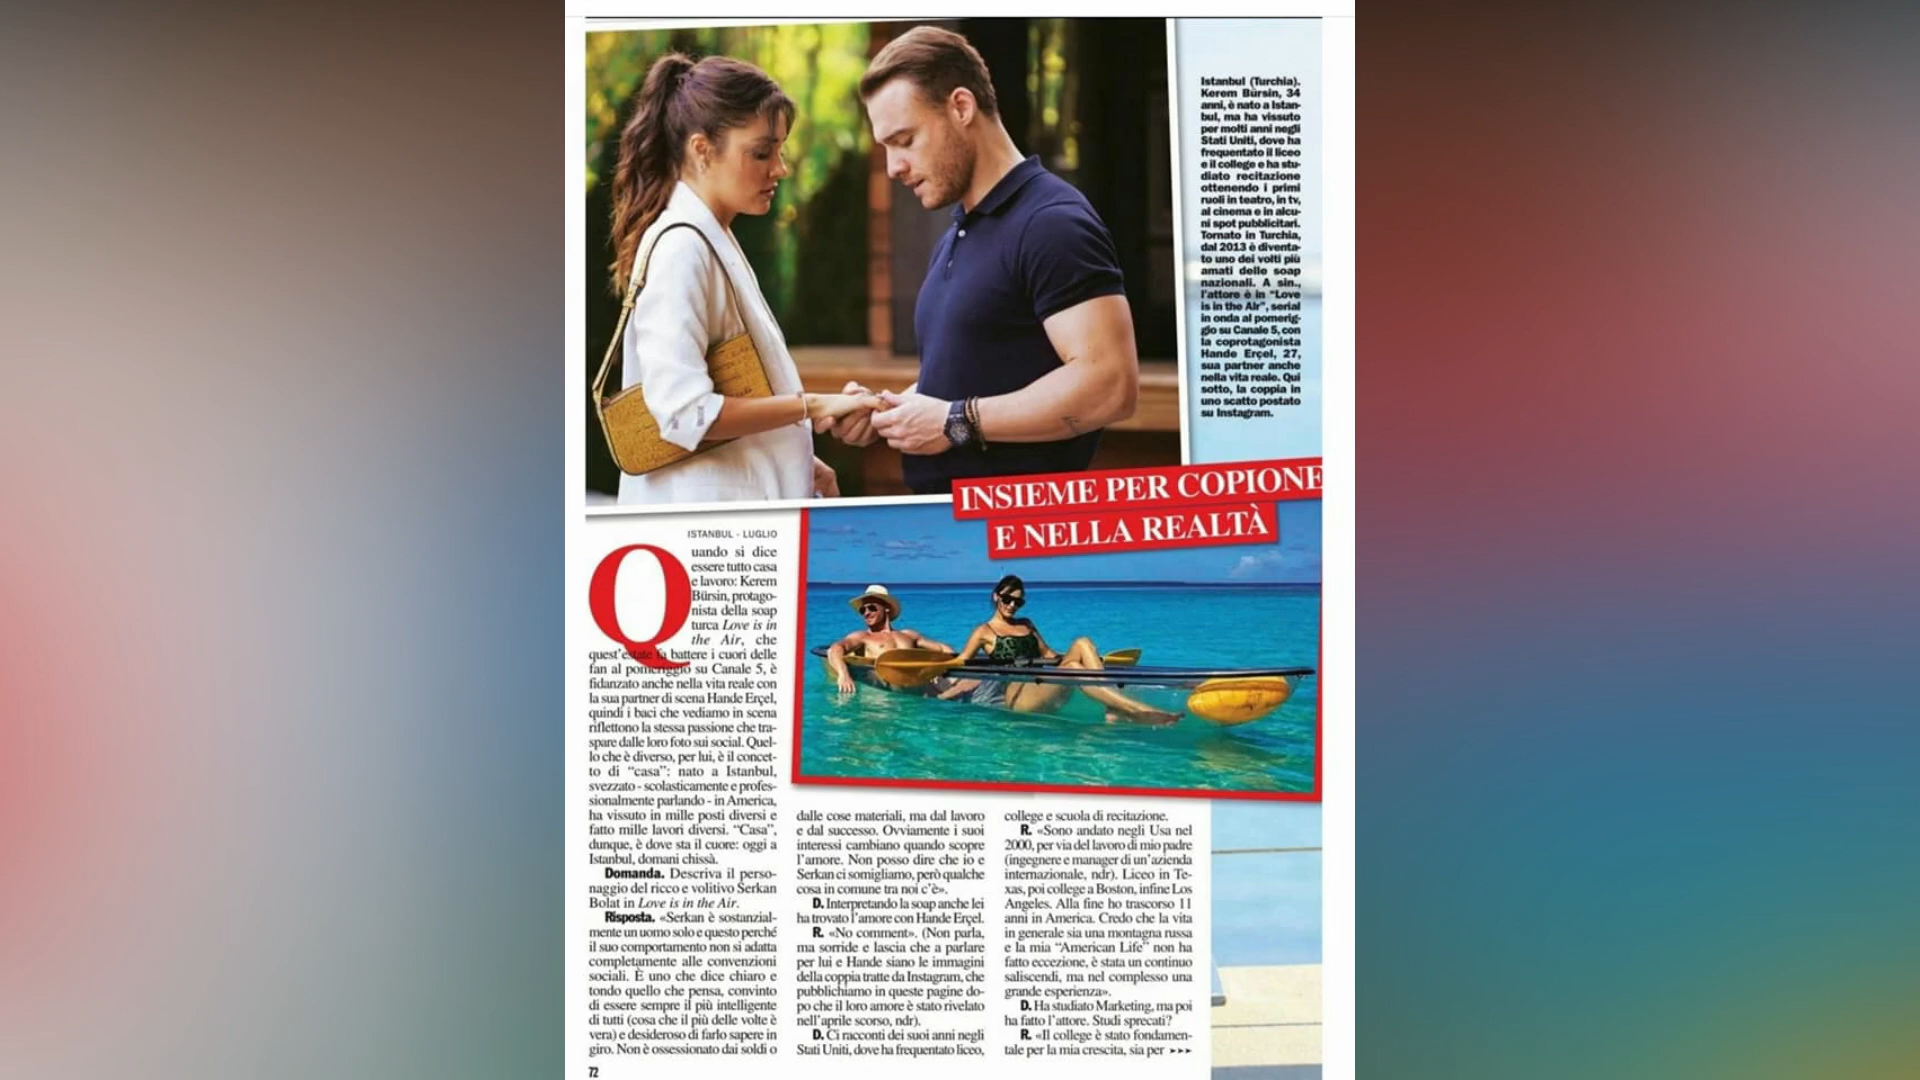 Istanbul (Turchia).
Kerem Bürsin, 34
anni, è nato a Istan-
bul, ma ha vissuto
per molti anni negli
Stati Uniti, dove ha
frequentato il liceo
e il college e ha stu-
diato recitazione
ottenendo i primi
ruoli in teatro, in tv,
al cinema e in alcu-
ni spot pubblicitari.
Tornato in Turchia,
dal 2013 è diventa-
to uno dei volti più
amati delle soap
nazionali. A sin.,
l'attore è in "Love
is in the Air", serial
in onda al pomerig-
gio su Canale 5, con
la coprotagonista
Hande Erçel, 27,
sua partner anche
nella vita reale. Qui
sotto, la coppia in
uno scatto postato
su Instagram.
INSIEME PER COPIONE
E NELLA REALTÀ
ISTANBUL - LUGLIO
Quando si dice
essere tutto casa
e lavoro: Kerem
Bürsin, protago-
nista della soap
turca Love is in
the Air, che
quest'estate fa battere i cuori delle
fan al pomeriggio su Canale 5, è
fidanzato anche nella vita reale con
la sua partner di scena Hande Erçel,
quindi i baci che vediamo in scena
riflettono la stessa passione che tra-
spare dalle loro foto sui social. Quel-
lo che è diverso, per lui, è il concet-
to di "casa": nato a Istanbul,
svezzato - scolasticamente e profes-
sionalmente parlando - in America,
ha vissuto in mille posti diversi e
fatto mille lavori diversi. "Casa",
dunque, è dove sta il cuore: oggi a
Istanbul, domani chissà.
Domanda. Descriva il perso-
naggio del ricco e volitivo Serkan
Bolat in Love is in the Air.
Risposta. «Serkan è sostanzial-
mente un uomo solo e questo perché
il suo comportamento non si adatta
completamente alle convenzioni
sociali. È uno che dice chiaro e
tondo quello che pensa, convinto
di essere sempre il più intelligente
di tutti (cosa che il più delle volte è
vera) e desideroso di farlo sapere in
giro. Non è ossessionato dai soldi o
dalle cose materiali, ma dal lavoro
e dal successo. Ovviamente i suoi
interessi cambiano quando scopre
l'amore. Non posso dire che io e
Serkan ci somigliamo, però qualche
cosa in comune tra noi c'è».
D. Interpretando la soap anche lei
ha trovato l'amore con Hande Erçel.
R. «No comment». (Non parla,
ma sorride e lascia che a parlare
per lui e Hande siano le immagini
della coppia tratte da Instagram, che
pubblichiamo in queste pagine do-
po che il loro amore è stato rivelato
nell'aprile scorso, ndr).
D. Ci racconti dei suoi anni negli
Stati Uniti, dove ha frequentato liceo,
college e scuola di recitazione.
R. «Sono andato negli Usa nel
2000, per via del lavoro di mio padre
(ingegnere e manager di un'azienda
internazionale, ndr). Liceo in Te-
xas, poi college a Boston, infine Los
Angeles. Alla fine ho trascorso 11
anni in America. Credo che la vita
in generale sia una montagna russa
e la mia "American Life" non ha
fatto eccezione, è stata un continuo
saliscendi, ma nel complesso una
grande esperienza».
D. Ha studiato Marketing, ma poi
ha fatto l'attore. Studi sprecati?
R. «Il college è stato fondamen-
tale per la mia crescita, sia per ►►►
72